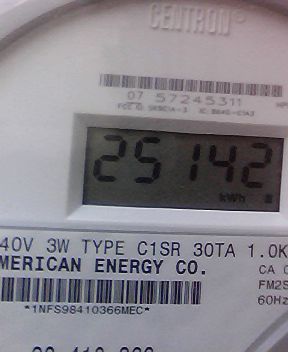 CENTRON®
07 57245311
25142
kWh
40V 3W TYPE C1SR 30TA 1.0K
MERICAN ENERGY CO.
CA 0
FM2S
60Hz
*1NFS98410366MEC*